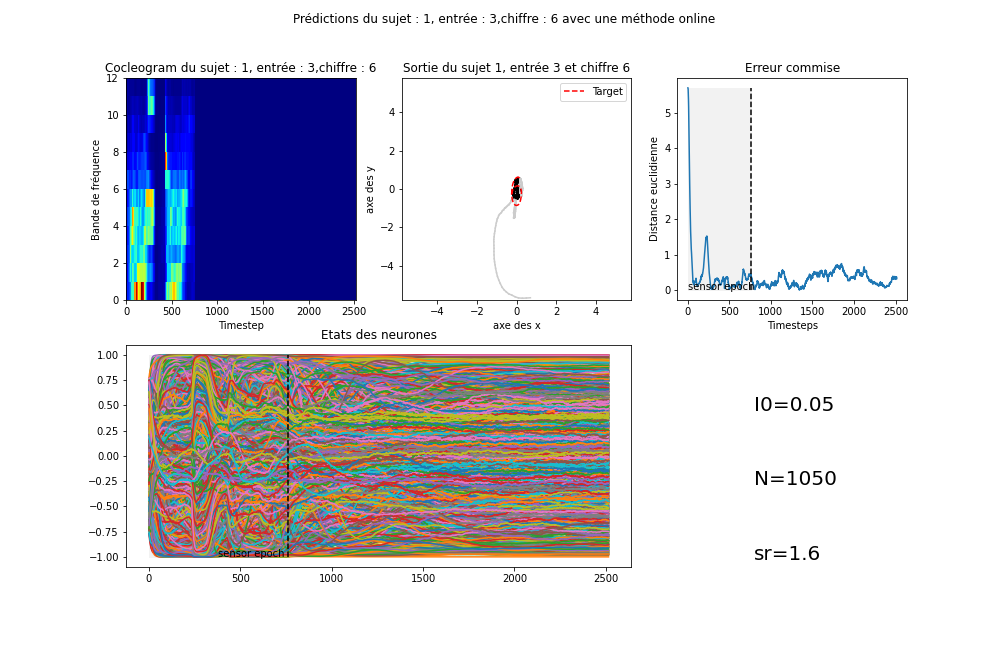 Prédictions du sujet : 1, entrée : 3,chiffre : 6 avec une méthode online
Cocleogram du sujet : 1, entrée : 3,chiffre : 6
12
10
8
6
4
2
0
Bande de fréquence
0
500
1000
1500
2000
2500
Timestep
Sortie du sujet 1, entrée 3 et chiffre 6
Target
4
2
0
−2
−4
axe des y
−4
−2
0
2
4
axe des x
Erreur commise
5
4
3
2
1
0
Distance euclidienne
sensor epoch
0
500
1000
1500
2000
2500
Timesteps
Etats des neurones
1.00
0.75
0.50
0.25
0.00
−0.25
−0.50
−0.75
−1.00
sensor epoch
0
500
1000
1500
2000
2500
I0=0.05
N=1050
sr=1.6